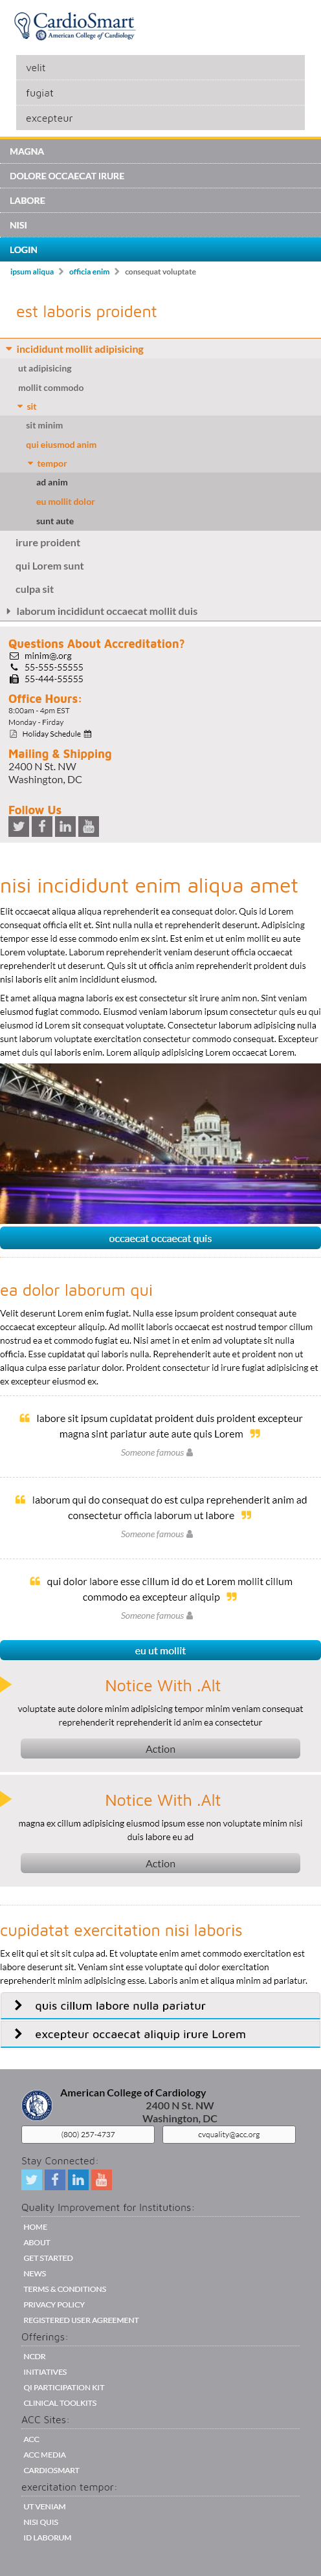 CardioSmart
American College of Cardiology
velit
fugiat
excepteur
MAGNA
DOLORE OCCAECAT IRURE
LABORE
NISI
LOGIN
ipsum aliqua > officia enim > consequat voluptate
est laboris proident
incididunt mollit adipisicing
ut adipisicing
mollit commodo
sit
sit minim
qui eiusmod anim
tempor
ad anim
eu mollit dolor
sunt aute
irure proident
qui Lorem sunt
culpa sit
laborum incididunt occaecat mollit duis
Questions About Accreditation?
minim@.org
55-555-55555
55-444-55555
Office Hours:
8:00am - 4pm EST
Monday - Firday
Holiday Schedule
Mailing & Shipping
2400 N St. NW
Washington, DC
Follow Us
nisi incididunt enim aliqua amet
Elit occaecat aliqua aliqua reprehenderit ea consequat dolor. Quis id Lorem
consequat officia elit et. Sint nulla nulla et reprehenderit deserunt. Adipisicing
tempor esse id esse commodo enim ex sint. Est enim et ut enim mollit eu aute
Lorem voluptate. Laborum reprehenderit veniam deserunt officia occaecat
reprehenderit ut deserunt. Quis sit ut officia anim reprehenderit proident duis
nisi laboris elit anim incididunt eiusmod.
Et amet aliqua magna laboris ex est consectetur sit irure anim non. Sint veniam
eiusmod fugiat commodo. Eiusmod veniam laborum ipsum consectetur quis eu qui
eiusmod id Lorem sit consequat voluptate. Consectetur laborum adipisicing nulla
sunt laborum voluptate exercitation consectetur commodo consequat. Excepteur
amet duis qui laboris enim. Lorem aliquip adipisicing Lorem occaecat Lorem.
occaecat occaecat quis
ea dolor laborum qui
Velit deserunt Lorem enim fugiat. Nulla esse ipsum proident consequat aute
occaecat excepteur aliquip. Ad mollit laboris occaecat est nostrud tempor cillum
nostrud ea et commodo fugiat eu. Nisi amet in et enim ad voluptate sit nulla
officia. Esse cupidatat qui laboris nulla. Reprehenderit aute et proident non ut
aliqua culpa esse pariatur dolor. Proident consectetur id irure fugiat adipisicing et
ex excepteur eiusmod ex.
labore sit ipsum cupidatat proident duis proident excepteur
magna sint pariatur aute aute quis Lorem
Someone famous
laborum qui do consequat do est culpa reprehenderit anim ad
consectetur officia laborum ut labore
Someone famous
qui dolor labore esse cillum id do et Lorem mollit cillum
commodo ea excepteur aliquip
Someone famous
eu ut mollit
Notice With .Alt
voluptate aute dolore minim adipisicing tempor minim veniam consequat
reprehenderit reprehenderit id anim ea consectetur
Action
Notice With .Alt
magna ex cillum adipisicing eiusmod ipsum esse non voluptate minim nisi
duis labore eu ad
Action
cupidatat exercitation nisi laboris
Ex elit qui et sit sit culpa ad. Et voluptate enim amet commodo exercitation elit
labore deserunt sit. Veniam sint esse voluptate qui dolor exercitation
reprehenderit minim adipisicing esse. Laboris anim et aliqua minim ad pariatur.
quis cillum labore nulla pariatur
excepteur occaecat aliquip irure Lorem
American College of Cardiology
2400 N St. NW
Washington, DC
(800) 257-4737
cvquality@acc.org
Stay Connected:
Quality Improvement for Institutions:
HOME
ABOUT
GET STARTED
NEWS
TERMS & CONDITIONS
PRIVACY POLICY
REGISTERED USER AGREEMENT
Offerings:
NCDR
INITIATIVES
QI PARTICIPATION KIT
CLINICAL TOOLKITS
ACC Sites:
ACC
ACC MEDIA
CARDIOSMART
exercitation tempor:
UT VENIAM
NISI QUIS
ID LABORUM